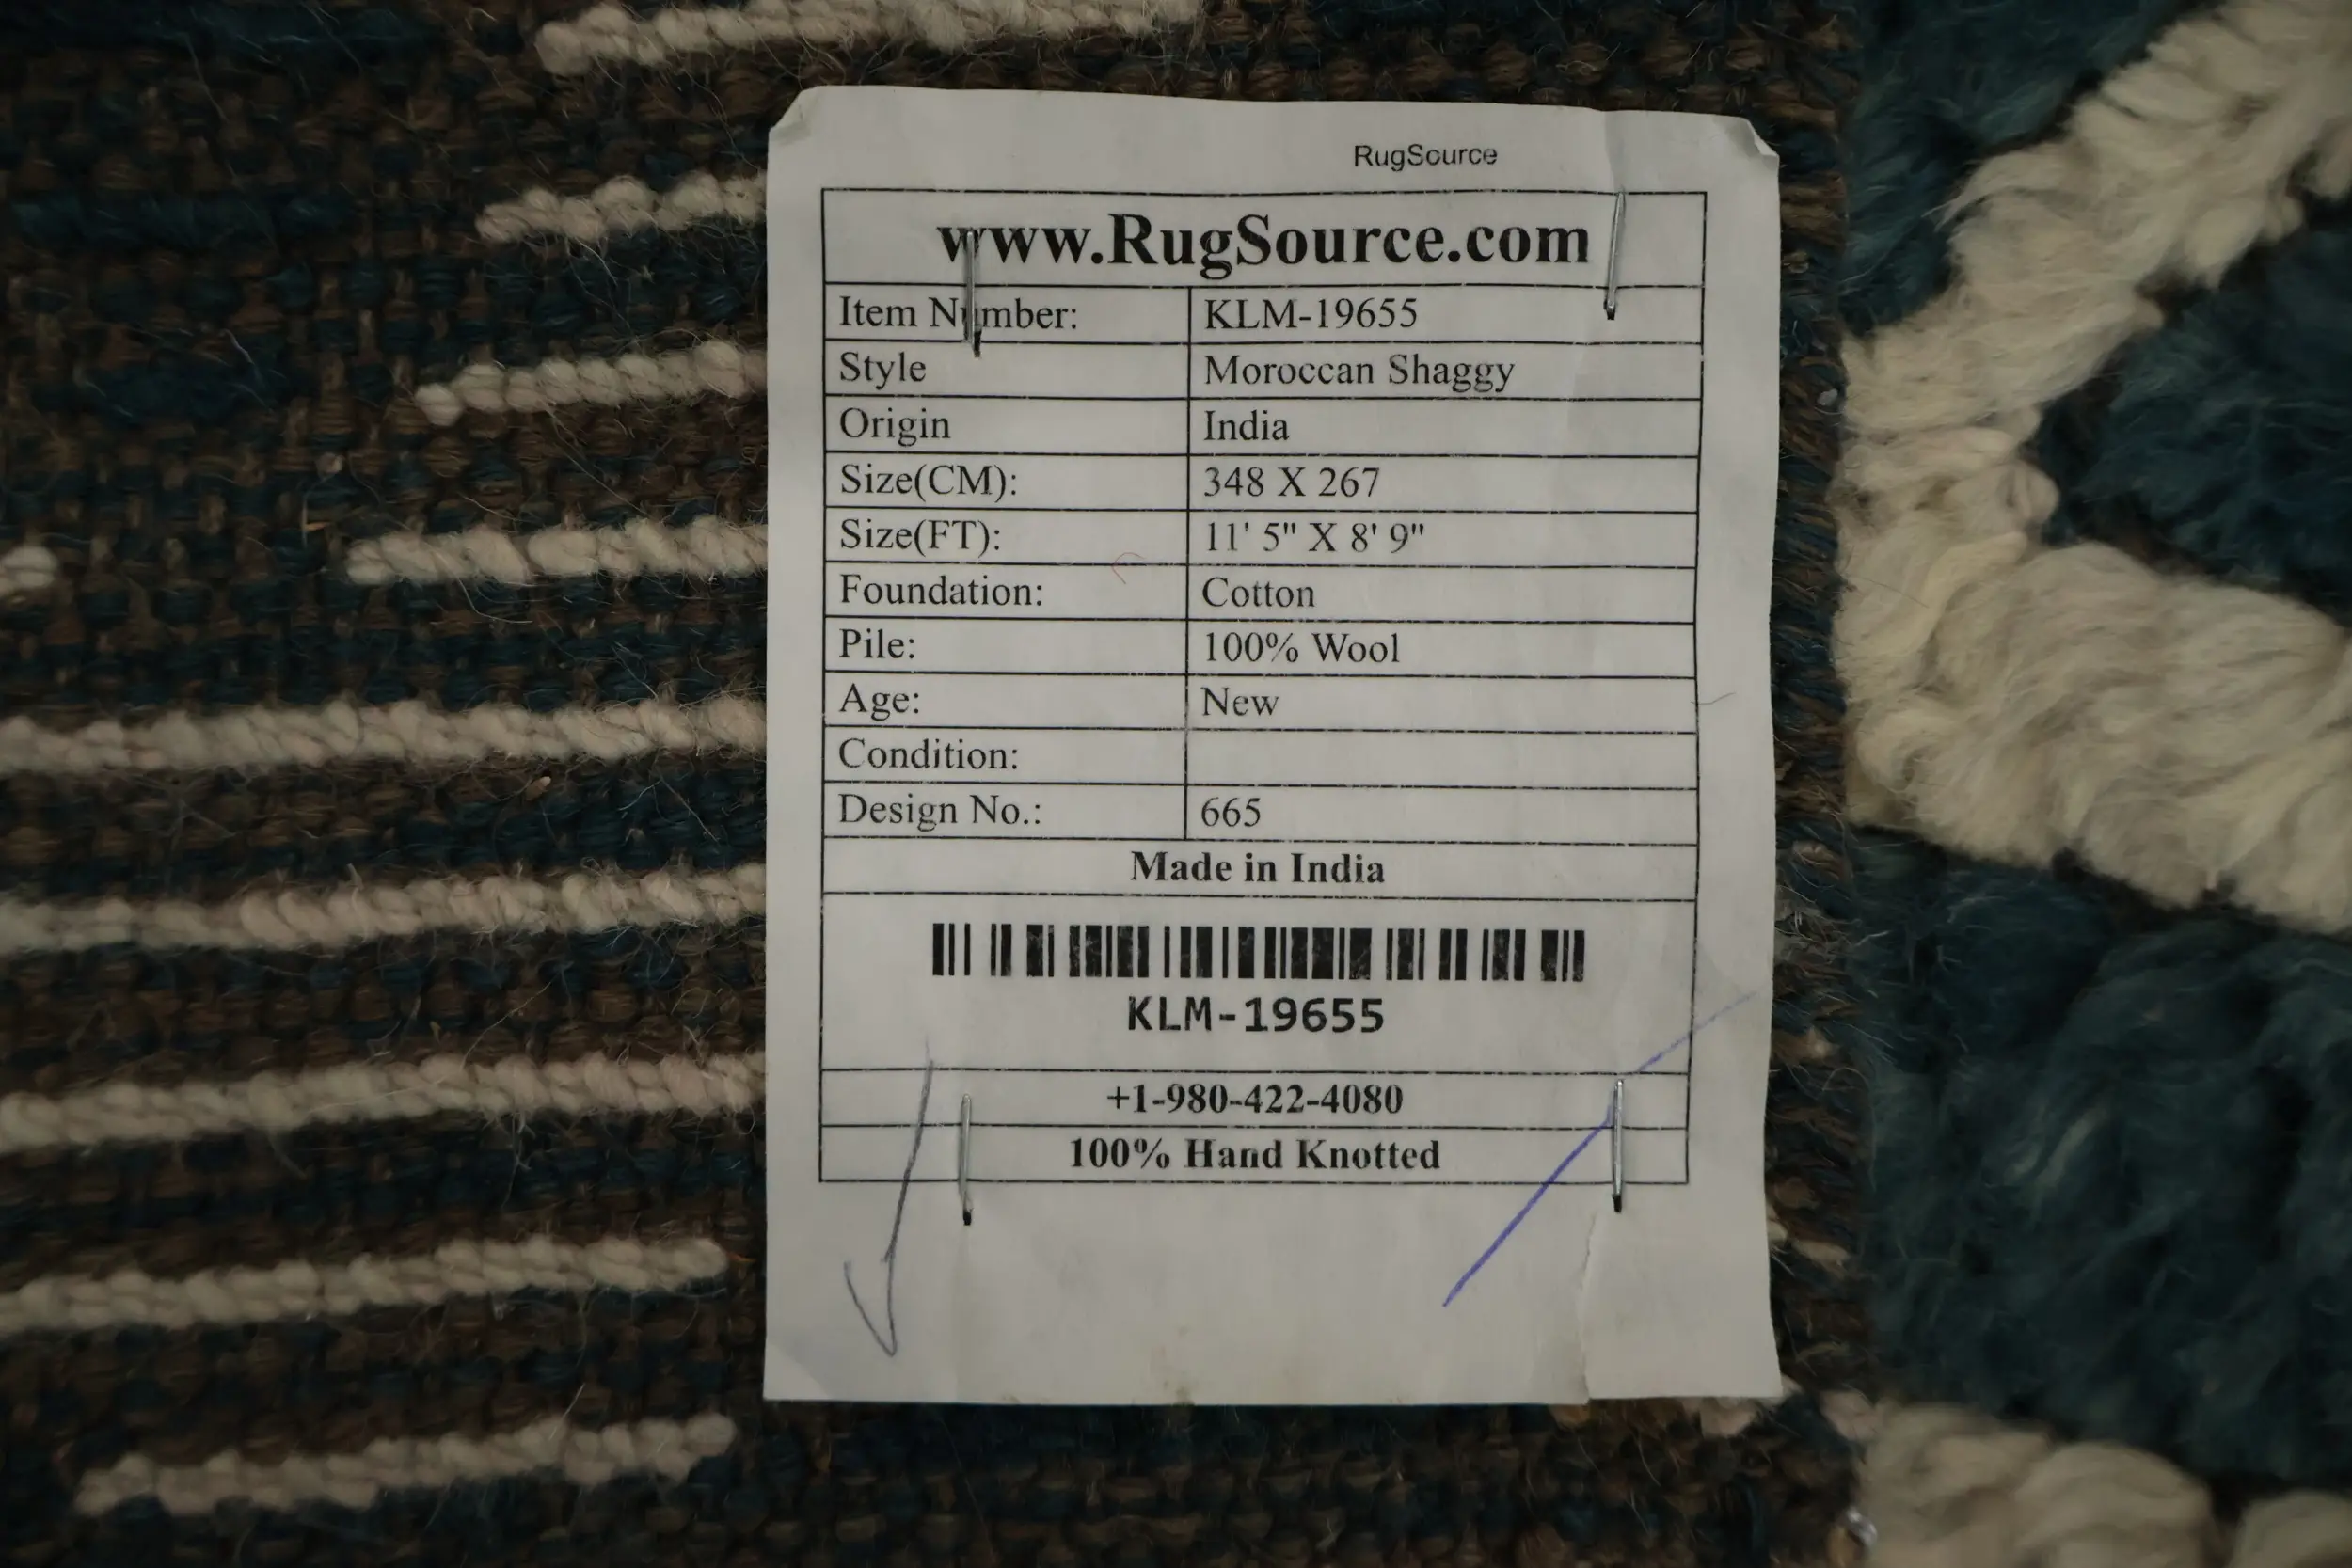 RugSource
www.RugSource.com
Item Number: KLM-19655
Style Moroccan Shaggy
Origin India
Size(CM): 348 X 267
Size(FT): 11' 5" X 8' 9"
Foundation: Cotton
Pile: 100% Wool
Age: New
Condition:
Design No.: 665
Made in India
KLM-19655
+1-980-422-4080
100% Hand Knotted